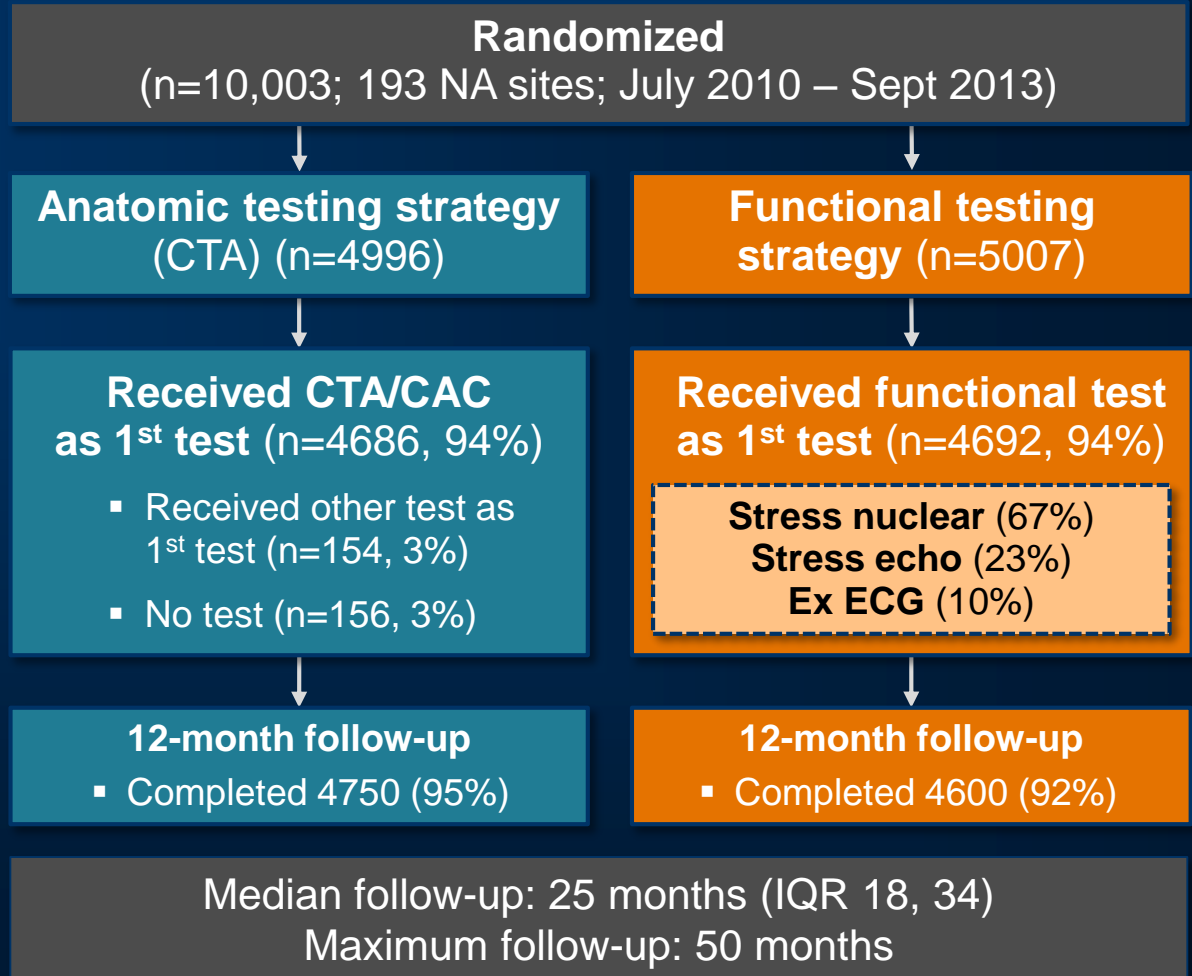 Randomized
(n=10,003; 193 NA sites; July 2010 – Sept 2013)
Anatomic testing strategy
(CTA) (n=4996)
Functional testing
strategy (n=5007)
Received CTA/CAC
as 1st test (n=4686, 94%)
▪ Received other test as
1st test (n=154, 3%)
▪ No test (n=156, 3%)
Received functional test
as 1st test (n=4692, 94%)
Stress nuclear (67%)
Stress echo (23%)
Ex ECG (10%)
12-month follow-up
▪ Completed 4750 (95%)
12-month follow-up
▪ Completed 4600 (92%)
Median follow-up: 25 months (IQR 18, 34)
Maximum follow-up: 50 months